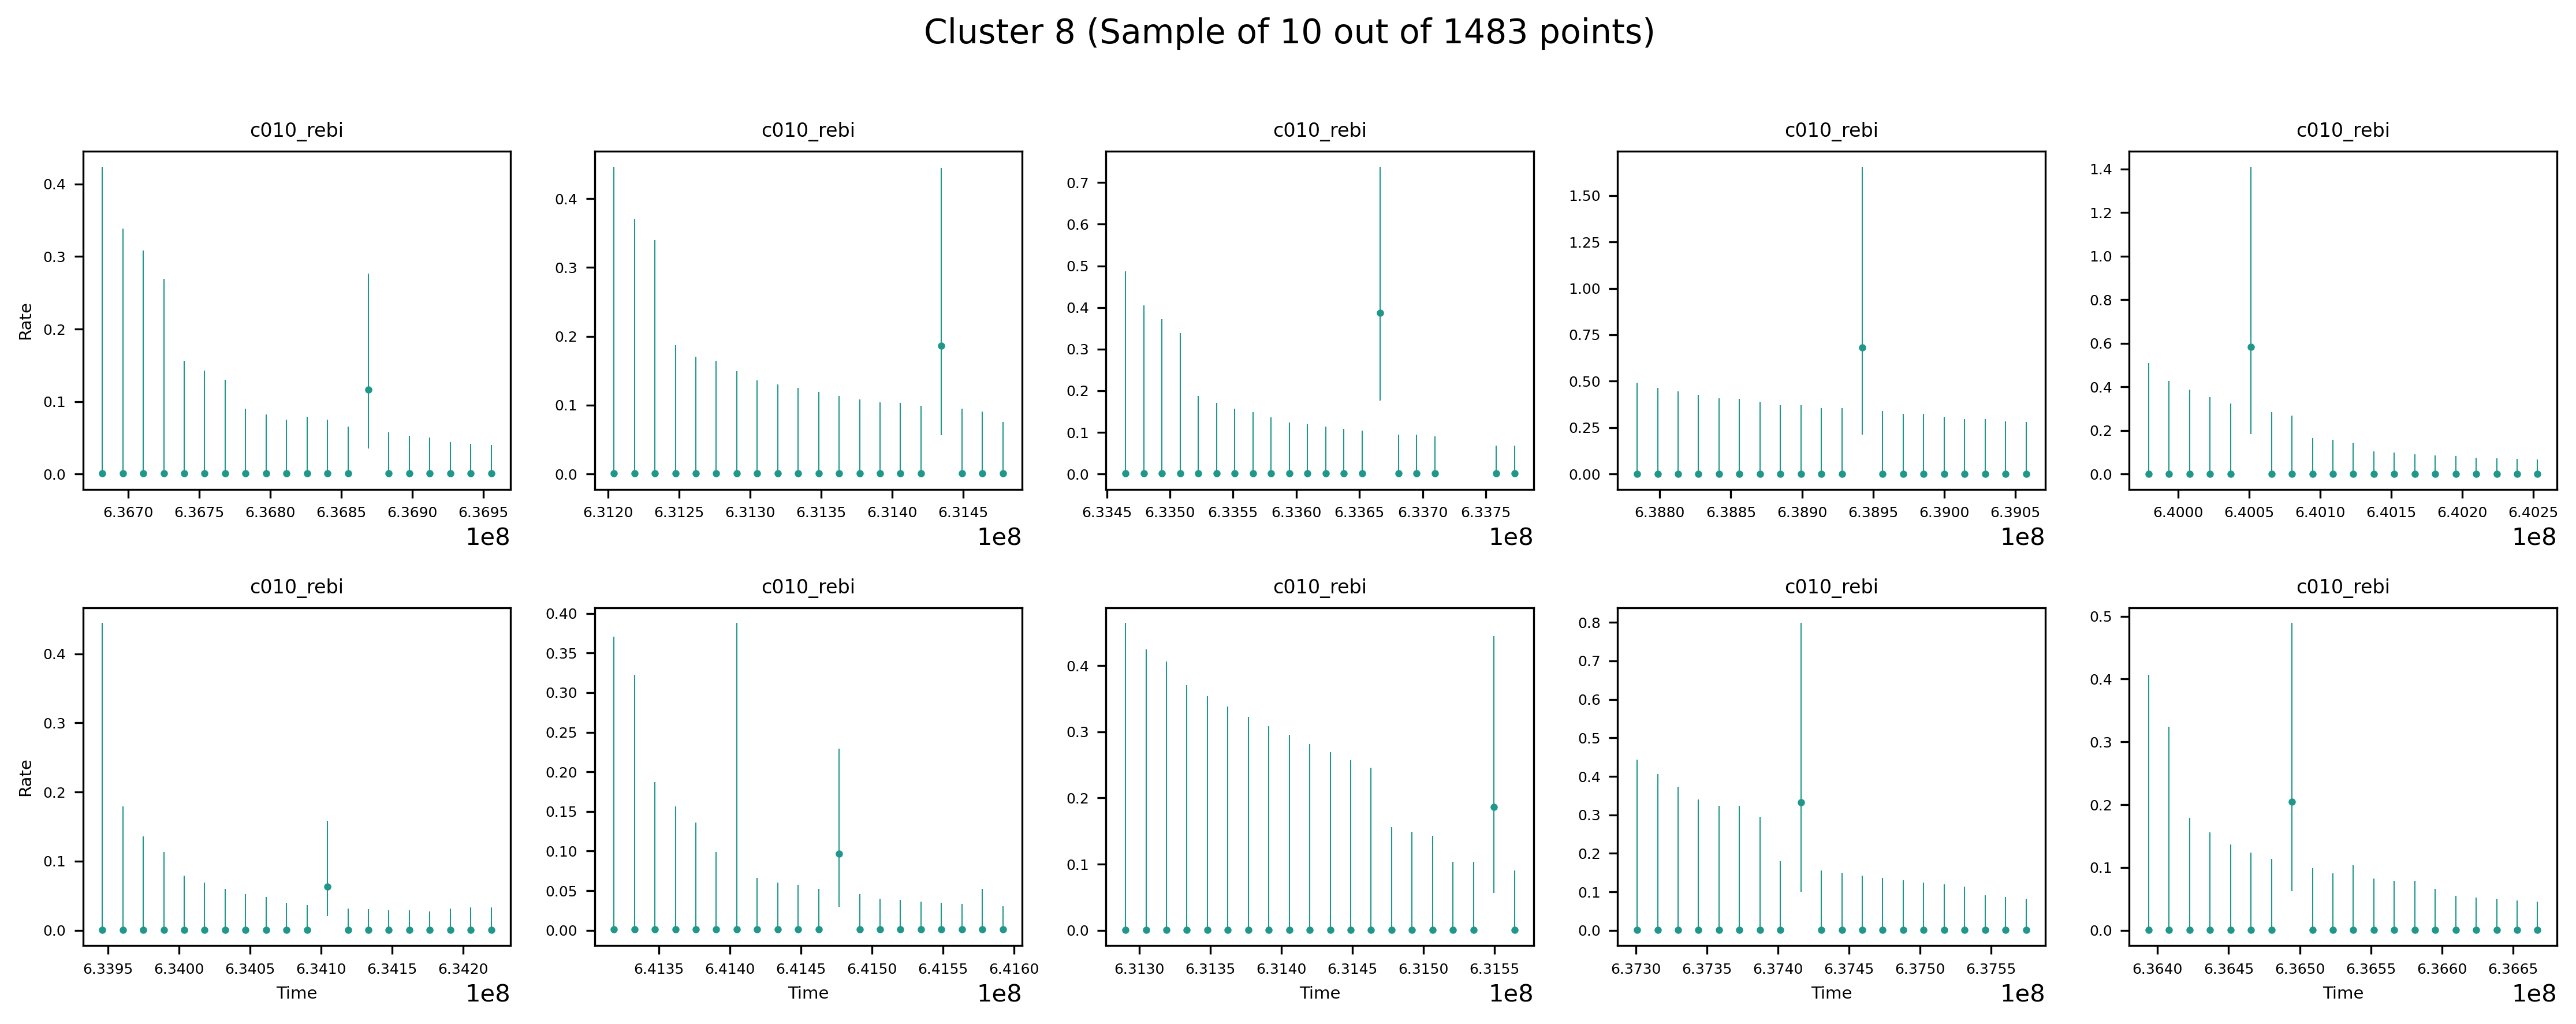 Cluster 8 (Sample of 10 out of 1483 points)
c010_rebi
c010_rebi
c010_rebi
c010_rebi
c010_rebi
Rate
0.4
0.3
0.2
0.1
0.0
6.3670 6.3675 6.3680 6.3685 6.3690 6.3695
1e8
0.4
0.3
0.2
0.1
0.0
6.3120 6.3125 6.3130 6.3135 6.3140 6.3145
1e8
0.7
0.6
0.5
0.4
0.3
0.2
0.1
0.0
6.3345 6.3350 6.3355 6.3360 6.3365 6.3370 6.3375
1e8
1.50
1.25
1.00
0.75
0.50
0.25
0.00
6.3880 6.3885 6.3890 6.3895 6.3900 6.3905
1e8
1.4
1.2
1.0
0.8
0.6
0.4
0.2
0.0
6.4000 6.4005 6.4010 6.4015 6.4020 6.4025
1e8
c010_rebi
c010_rebi
c010_rebi
c010_rebi
c010_rebi
Rate
0.4
0.3
0.2
0.1
0.0
6.3395 6.3400 6.3405 6.3410 6.3415 6.3420
Time
1e8
0.40
0.35
0.30
0.25
0.20
0.15
0.10
0.05
0.00
6.4135 6.4140 6.4145 6.4150 6.4155 6.4160
Time
1e8
0.4
0.3
0.2
0.1
0.0
6.3130 6.3135 6.3140 6.3145 6.3150 6.3155
Time
1e8
0.8
0.7
0.6
0.5
0.4
0.3
0.2
0.1
0.0
6.3730 6.3735 6.3740 6.3745 6.3750 6.3755
Time
1e8
0.5
0.4
0.3
0.2
0.1
0.0
6.3640 6.3645 6.3650 6.3655 6.3660 6.3665
Time
1e8